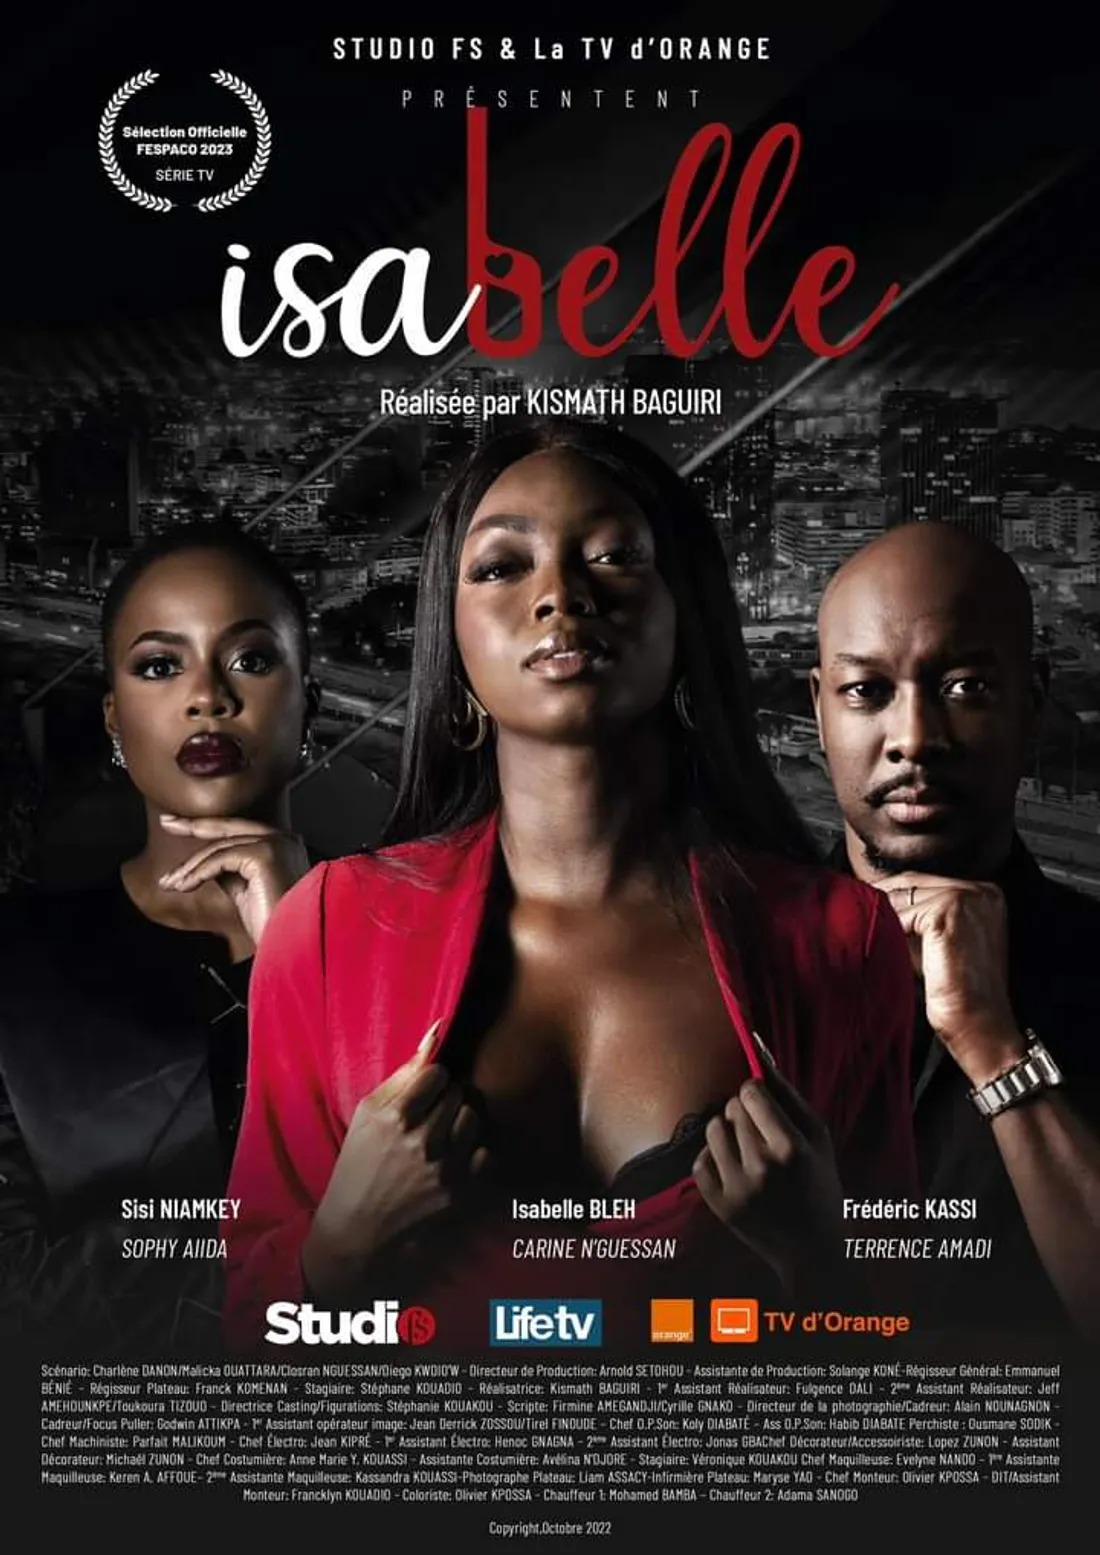 STUDIO FS & La TV d'ORANGE
PRÉSENTENT
Sélection Officielle
FESPACO 2023
SÉRIE TV
isabelle
Réalisée par KISMATH BAGUIRI
Sisi NIAMKEY
SOPHY AIIDA
Isabelle BLEH
CARINE N'GUESSAN
Frédéric KASSI
TERRENCE AMADI
Studio FS
Life tv
orange
TV d'Orange
Scénario: Charlène DANON/Malicka OUATTARA/Closran NGUESSAN/Diego KWDIO'W - Directeur de Production: Arnold SETOHOU - Assistante de Production: Solange KONÉ-Régisseur Général: Emmanuel
BÉNIÉ - Régisseur Plateau: Franck KOMENAN - Stagiaire: Stéphane KOUADIO - Réalisatrice: Kismath BAGUIRI - 1er Assistant Réalisateur: Fulgence DALI - 2ème Assistant Réalisateur: Jeff
AMEHOUNKPE/Toukoura TIZOUO - Directrice Casting/Figurations: Stéphanie KOUAKOU - Scripte: Firmine AMEGANDJI/Cyrille GNAKO - Directeur de la photographie/Cadreur: Alain NOUNAGNON -
Cadreur/Focus Puller: Godwin ATTIKPA - 1er Assistant opérateur image: Jean Derrick ZOSSOU/Tirel FINOUDE - Chef O.P.Son: Koly DIABATÉ - Ass O.P.Son: Habib DIABATE Perchiste : Ousmane SODIK -
Chef Machiniste: Parfait MALIKOUM - Chef Électro: Jean KIPRÉ - 1er Assistant Électro: Henoc GNAGNA - 2ème Assistant Électro: Jonas GBAChef Décorateur/Accessoiriste: Lopez ZUNON - Assistant
Décorateur: Michaël ZUNON - Chef Costumière: Anne Marie Y. KOUASSI - Assistante Costumière: Avélina N'DJORE - Stagiaire: Véronique KOUAKOU Chef Maquilleuse: Evelyne NANDO - 1ère Assistante
Maquilleuse: Keren A. AFFOUE- 2ème Assistante Maquilleuse: Kassandra KOUASSI-Photographe Plateau: Liam ASSACY-Infirmière Plateau: Maryse YAO - Chef Monteur: Olivier KPOSSA - DIT/Assistant
Monteur: Francklyn KOUADIO - Coloriste: Olivier KPOSSA - Chauffeur 1: Mohamed BAMBA - Chauffeur 2: Adama SANOGO
Copyright,Octobre 2022